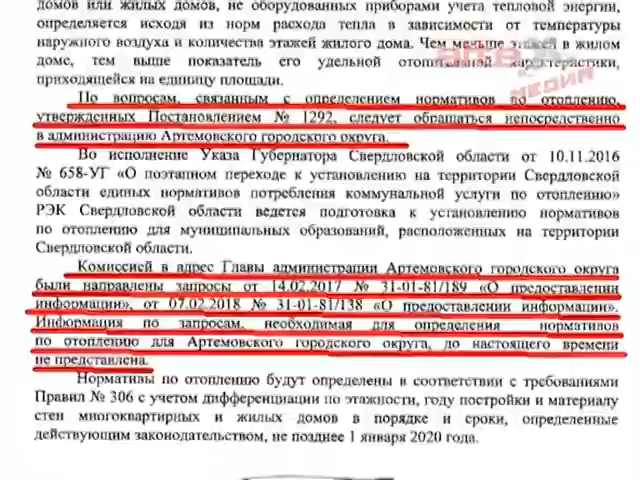 домов или жилых домов, не оборудованных приборами учета тепловой энергии,
определяется исходя из норм расхода тепла в зависимости от температуры
наружного воздуха и количества этажей жилого дома. Чем меньше этажей в жилом
доме, тем выше показатель его удельной отопительной характеристики,
приходящейся на единицу площади.
МЕДИА
По вопросам, связанным с определением нормативов по отоплению,
утвержденных Постановлением № 1292, следует обращаться непосредственно
в администрацию Артемовского городского округа.
Во исполнение Указа Губернатора Свердловской области от 10.11.2016
№ 658-УГ «О поэтапном переходе к установлению на территории Свердловской
области единых нормативов потребления коммунальной услуги по отоплению»
РЭК Свердловской области ведется подготовка к установлению нормативов
по отоплению для муниципальных образований, расположенных на территории
Свердловской области.
Комиссией в адрес Главы администрации Артемовского городского округа
были направлены запросы от 14.02.2017 № 31-01-81/189 «О предоставлении
информации», от 07.02.2018 № 31-01-81/138 «О предоставлении информации».
Информация по запросам, необходимая для определения нормативов
по отоплению для Артемовского городского округа, до настоящего времени
не представлена.
Нормативы по отоплению будут определены в соответствии с требованиями
Правил № 306 с учетом дифференциации по этажности, году постройки и материалу
стен многоквартирных и жилых домов в порядке и сроки, определенные
действующим законодательством, не позднее 1 января 2020 года.